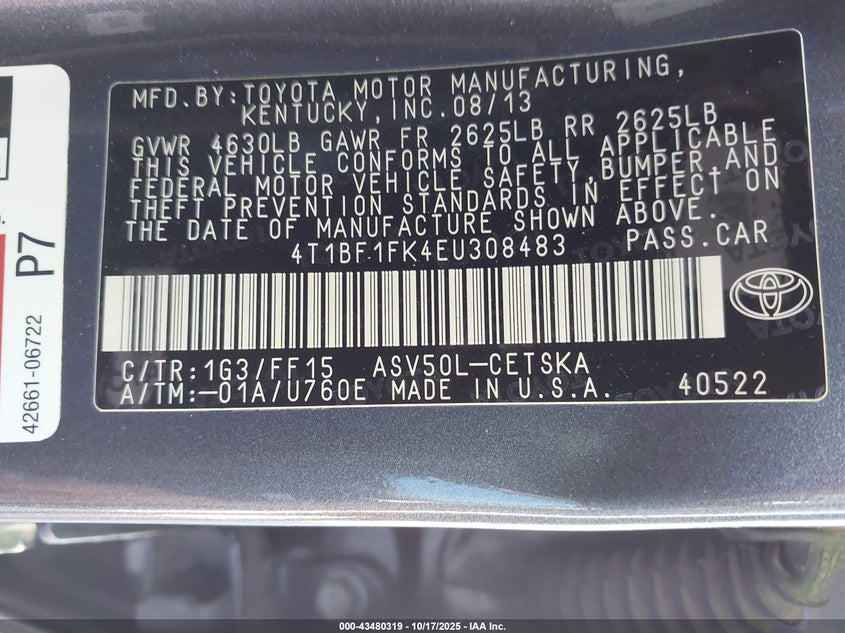 MFD.BY:TOYOTA MOTOR MANUFACTURING,
KENTUCKY,INC.08/13
GVWR 4630LB GAWR FR 2625LB RR 2625LB
THIS VEHICLE CONFORMS TO ALL APPLICABLE
FEDERAL MOTOR VEHICLE SAFETY,BUMPER,AND
THEFT PREVENTION STANDARDS IN EFFECT ON
THE DATE OF MANUFACTURE SHOWN ABOVE.
4T1BF1FK4EU308483 PASS.CAR
C/TR:1G3/FF15 ASV50L-CETSKA
A/TM:-01A/U760E MADE IN U.S.A. 40522
P7
42661-06722
000-43480319 - 10/17/2025 - IAA Inc.